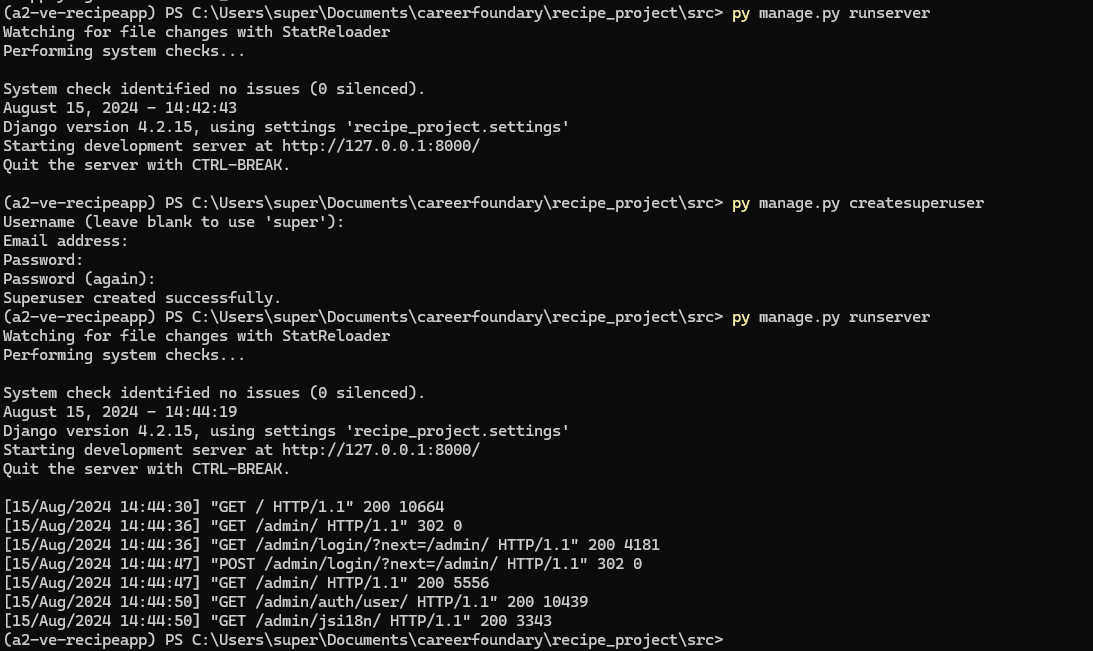 (a2-ve-recipeapp) PS C:\Users\super\Documents\careerfoundary\recipe_project\src> py manage.py runserver
Watching for file changes with StatReloader
Performing system checks...
System check identified no issues (0 silenced).
August 15, 2024 - 14:42:43
Django version 4.2.15, using settings 'recipe_project.settings'
Starting development server at http://127.0.0.1:8000/
Quit the server with CTRL-BREAK.
(a2-ve-recipeapp) PS C:\Users\super\Documents\careerfoundary\recipe_project\src> py manage.py createsuperuser
Username (leave blank to use 'super'):
Email address:
Password:
Password (again):
Superuser created successfully.
(a2-ve-recipeapp) PS C:\Users\super\Documents\careerfoundary\recipe_project\src> py manage.py runserver
Watching for file changes with StatReloader
Performing system checks...
System check identified no issues (0 silenced).
August 15, 2024 - 14:44:19
Django version 4.2.15, using settings 'recipe_project.settings'
Starting development server at http://127.0.0.1:8000/
Quit the server with CTRL-BREAK.
[15/Aug/2024 14:44:30] "GET / HTTP/1.1" 200 10664
[15/Aug/2024 14:44:36] "GET /admin/ HTTP/1.1" 302 0
[15/Aug/2024 14:44:36] "GET /admin/login/?next=/admin/ HTTP/1.1" 200 4181
[15/Aug/2024 14:44:47] "POST /admin/login/?next=/admin/ HTTP/1.1" 302 0
[15/Aug/2024 14:44:47] "GET /admin/ HTTP/1.1" 200 5556
[15/Aug/2024 14:44:50] "GET /admin/auth/user/ HTTP/1.1" 200 10439
[15/Aug/2024 14:44:50] "GET /admin/jsi18n/ HTTP/1.1" 200 3343
(a2-ve-recipeapp) PS C:\Users\super\Documents\careerfoundary\recipe_project\src>